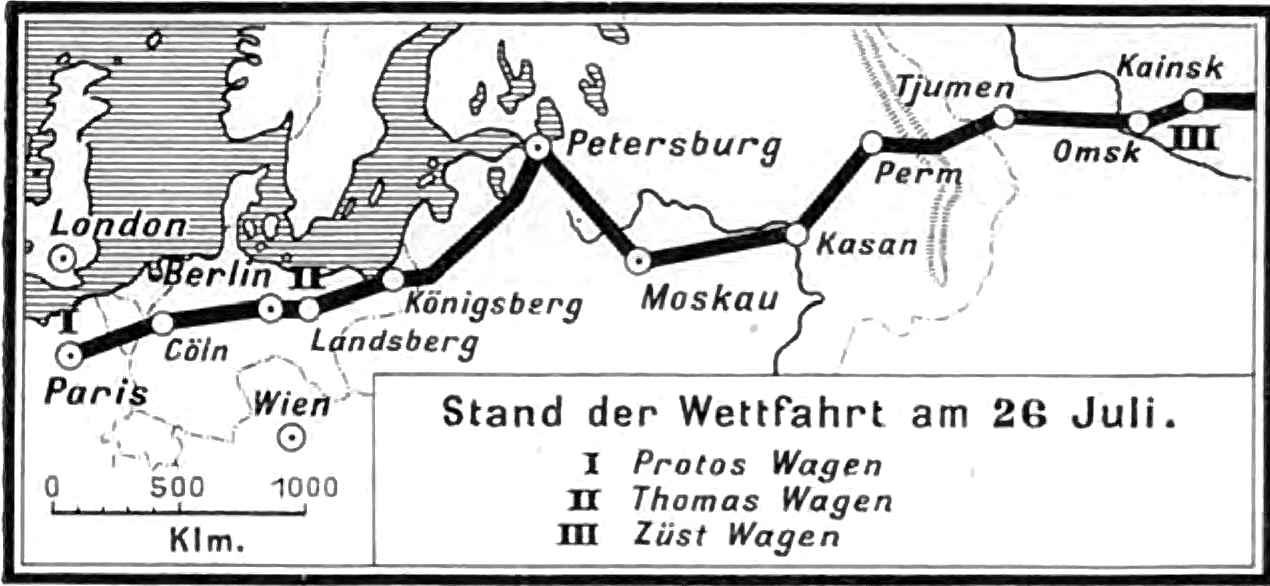 Kainsk
Tjumen
III
Petersburg
Omsk
Perm
London
Kasan
Berlin II
Moskau
Königsberg
I
Landsberg
Cöln
Paris
Wien
Stand der Wettfahrt am 26 Juli.
I Protos Wagen
II Thomas Wagen
III Züst Wagen
0 500 1000
Klm.